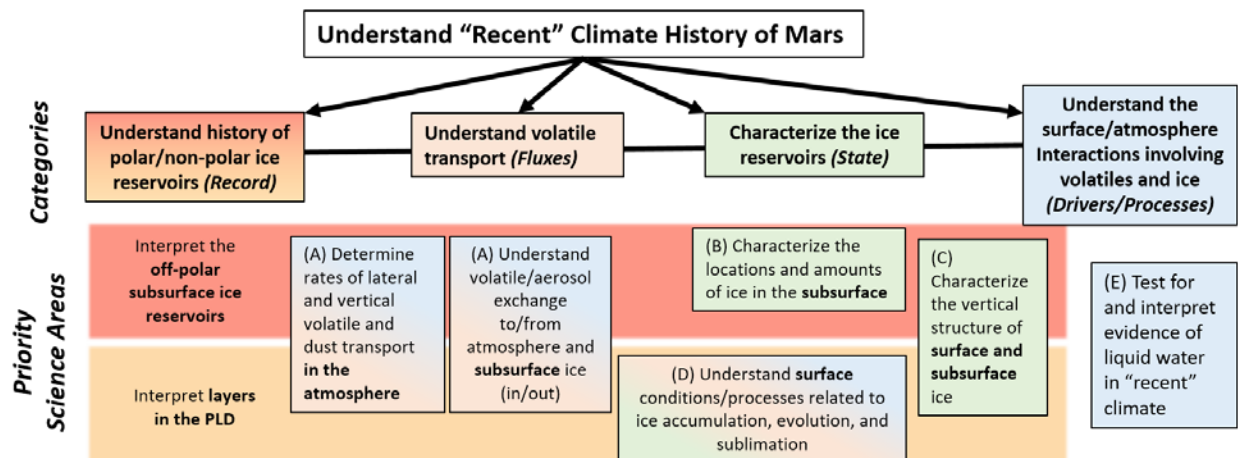 Understand “Recent” Climate History of Mars
Categories
Understand history of
polar/non-polar ice
reservoirs (Record)
Understand volatile
transport (Fluxes)
Characterize the ice
reservoirs (State)
Understand the
surface/atmosphere
Interactions involving
volatiles and ice
(Drivers/Processes)
Priority
Science Areas
Interpret the
off-polar
subsurface ice
reservoirs
(A) Determine
rates of lateral
and vertical
volatile and
dust transport
in the
atmosphere
(A) Understand
volatile/aerosol
exchange
to/from
atmosphere and
subsurface ice
(in/out)
(B) Characterize the
locations and amounts
of ice in the subsurface
(C)
Characterize
the vertical
structure of
surface and
subsurface
ice
(E) Test for
and interpret
evidence of
liquid water
in “recent”
climate
Interpret layers
in the PLD
(D) Understand surface
conditions/processes related to
ice accumulation, evolution, and
sublimation